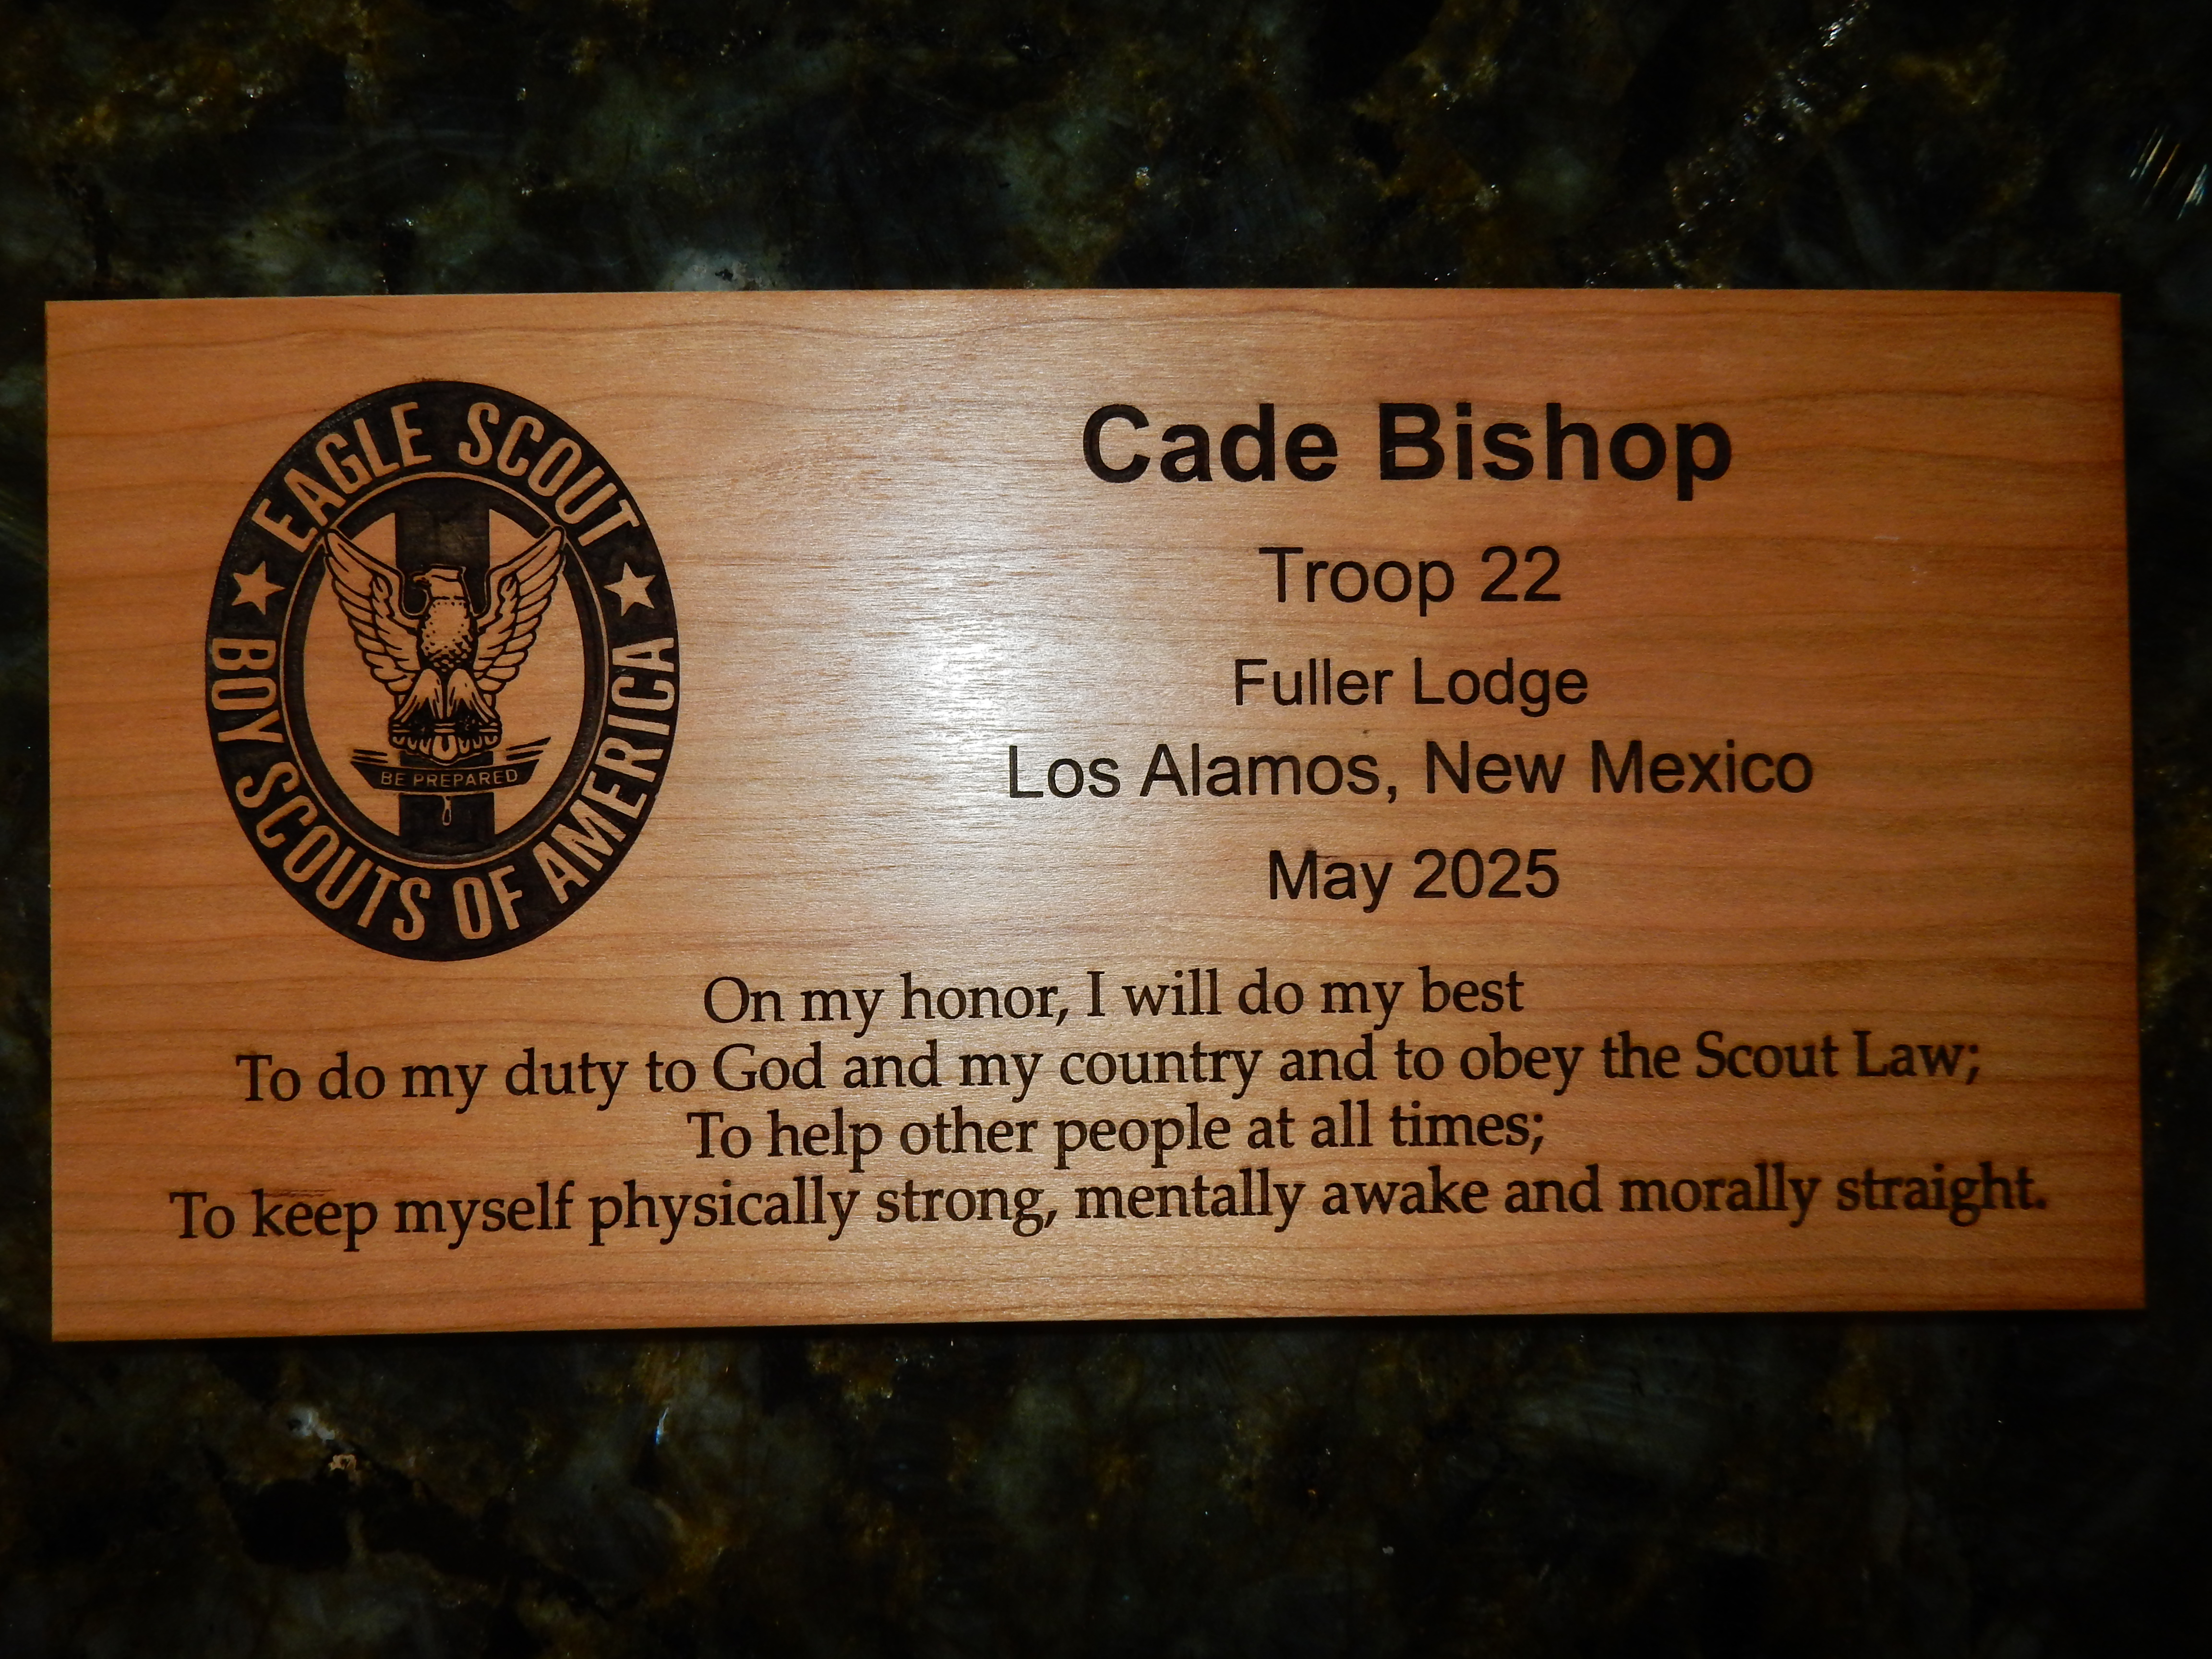 EAGLE SCOUT
BOY SCOUTS OF AMERICA
BE PREPARED
Cade Bishop
Troop 22
Fuller Lodge
Los Alamos, New Mexico
May 2025
On my honor, I will do my best
To do my duty to God and my country and to obey the Scout Law;
To help other people at all times;
To keep myself physically strong, mentally awake and morally straight.